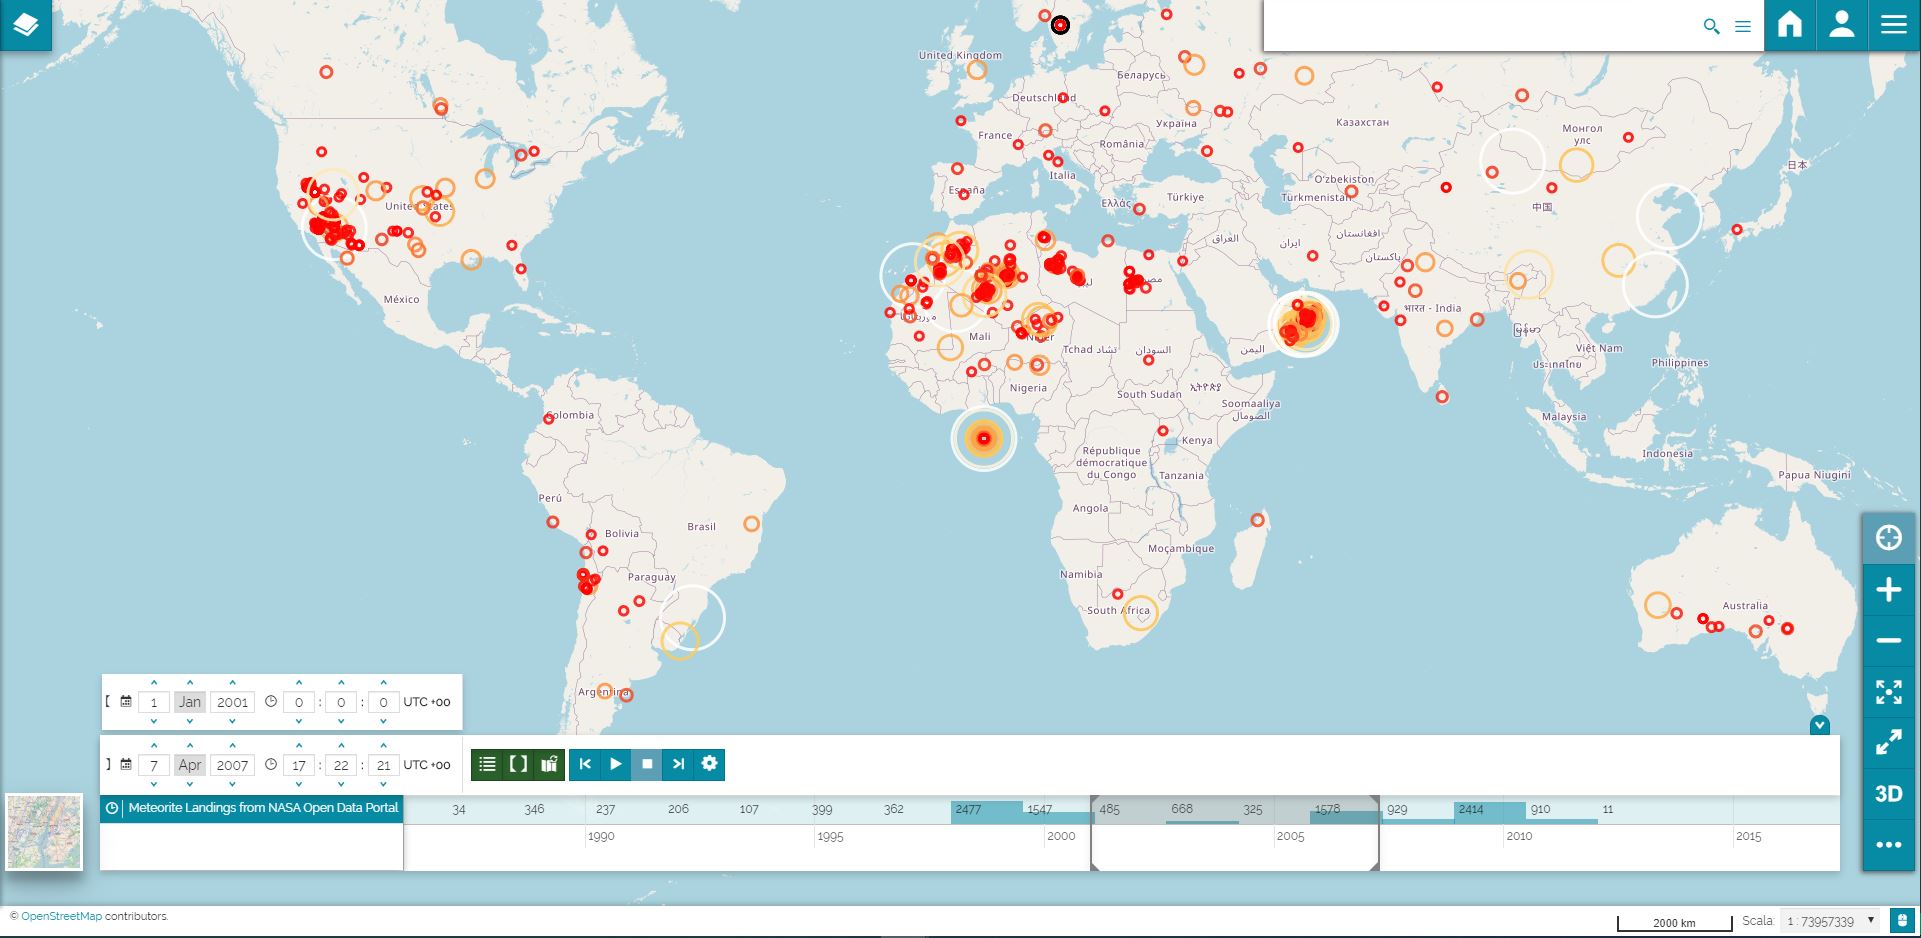 United Kingdom
Беларусь
Deutschland
Казахстан
Монгол
улс
France
Україна
România
日本
Italia
España
O'zbekiston
Türkiye
Türkmenistan
Ελλάς
中国
United States
العراق
ایران
افغانستان
پاکستان
México
भारत - India
Mali
Niger
Tchad تشاد
السودان
اليمن
Việt Nam
Philippines
ประเทศไทย
Nigeria
South Sudan
ኢትዮጵያ
Soomaaliya
الصومال
Colombia
Malaysia
Kenya
République
démocratique
du Congo
Indonesia
Tanzania
Papua Niugini
Perú
Brasil
Angola
Bolivia
Moçambique
Paraguay
Namibia
South Africa
Australia
Argentina
[ 1 Jan 2001 0 : 0 : 0 UTC +00
] 7 Apr 2007 17 : 22 : 21 UTC +00
3D
Meteorite Landings from NASA Open Data Portal
34 346 237 206 107 399 362 2477 1547 485 668 325 1578 929 2414 910 11
1990 1995 2000 2005 2010 2015
© OpenStreetMap contributors.
2000 km
Scala: 1 : 73957339